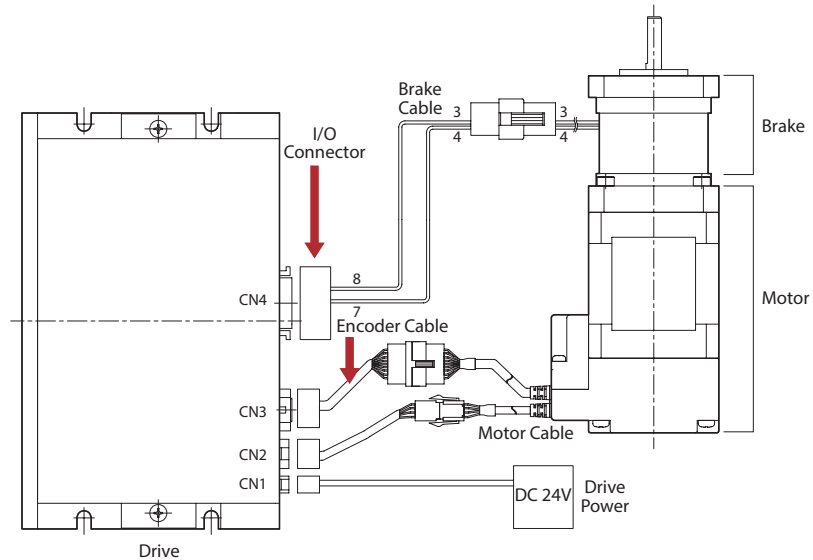 Brake
Cable
3
4
3
4
Brake
I/O
Connector
8
7
CN4
Motor
Encoder Cable
CN3
Motor Cable
CN2
CN1
DC 24V
Drive
Power
Drive